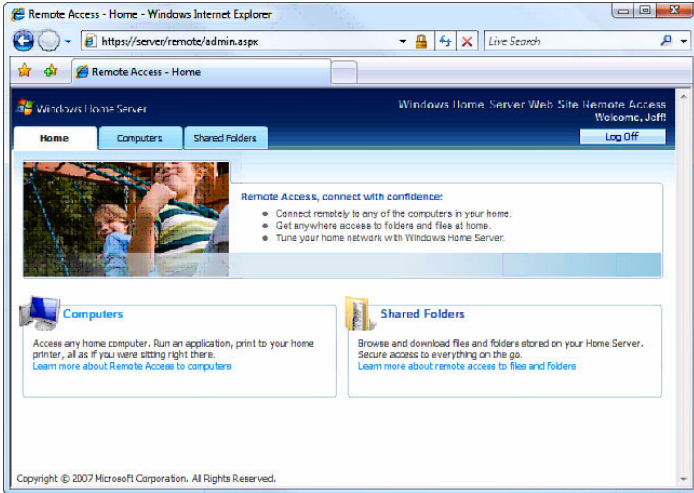 Remote Access - Home - Windows Internet Explorer
https://server/remote/admin.aspx
Live Search
Remote Access - Home
Windows Home Server
Windows Home Server Web Site Remote Access
Welcome, Jeff!
Home
Computers
Shared Folders
Log Off
Remote Access, connect with confidence:
Connect remotely to any of the computers in your home.
Get anywhere access to folders and files at home.
Tune your home network with Windows Home Server.
Computers
Access any home computer. Run an application, print to your home
printer, all as if you were sitting right there.
Learn more about Remote Access to computers
Shared Folders
Browse and download files and folders stored on your Home Server.
Secure access to everything on the go.
Learn more about remote access to files and folders
Copyright © 2007 Microsoft Corporation. All Rights Reserved.